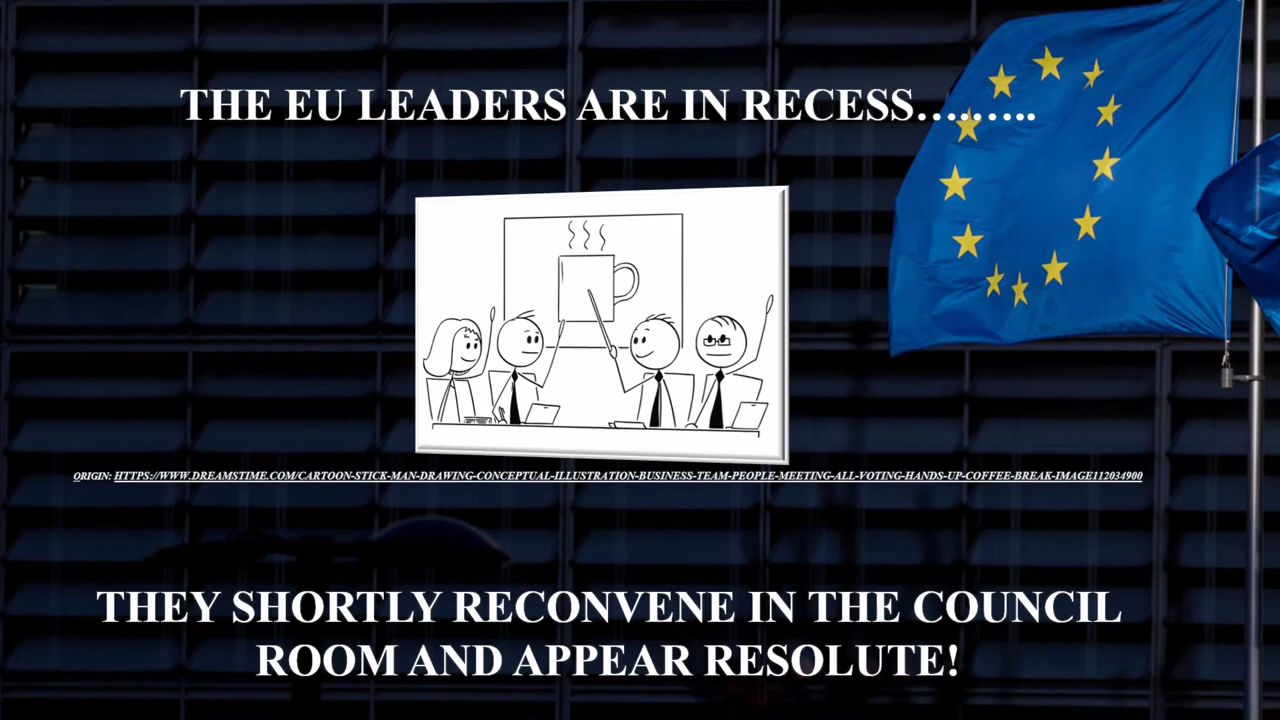 THE EU LEADERS ARE IN RECESS……..
ORIGIN: HTTPS://WWW.DREAMSTIME.COM/CARTOON-STICK-MAN-DRAWING-CONCEPTUAL-ILLUSTRATION-BUSINESS-TEAM-PEOPLE-MEETING-ALL-VOTING-HANDS-UP-COFFEE-BREAK-IMAGE112034900
THEY SHORTLY RECONVENE IN THE COUNCIL
ROOM AND APPEAR RESOLUTE!